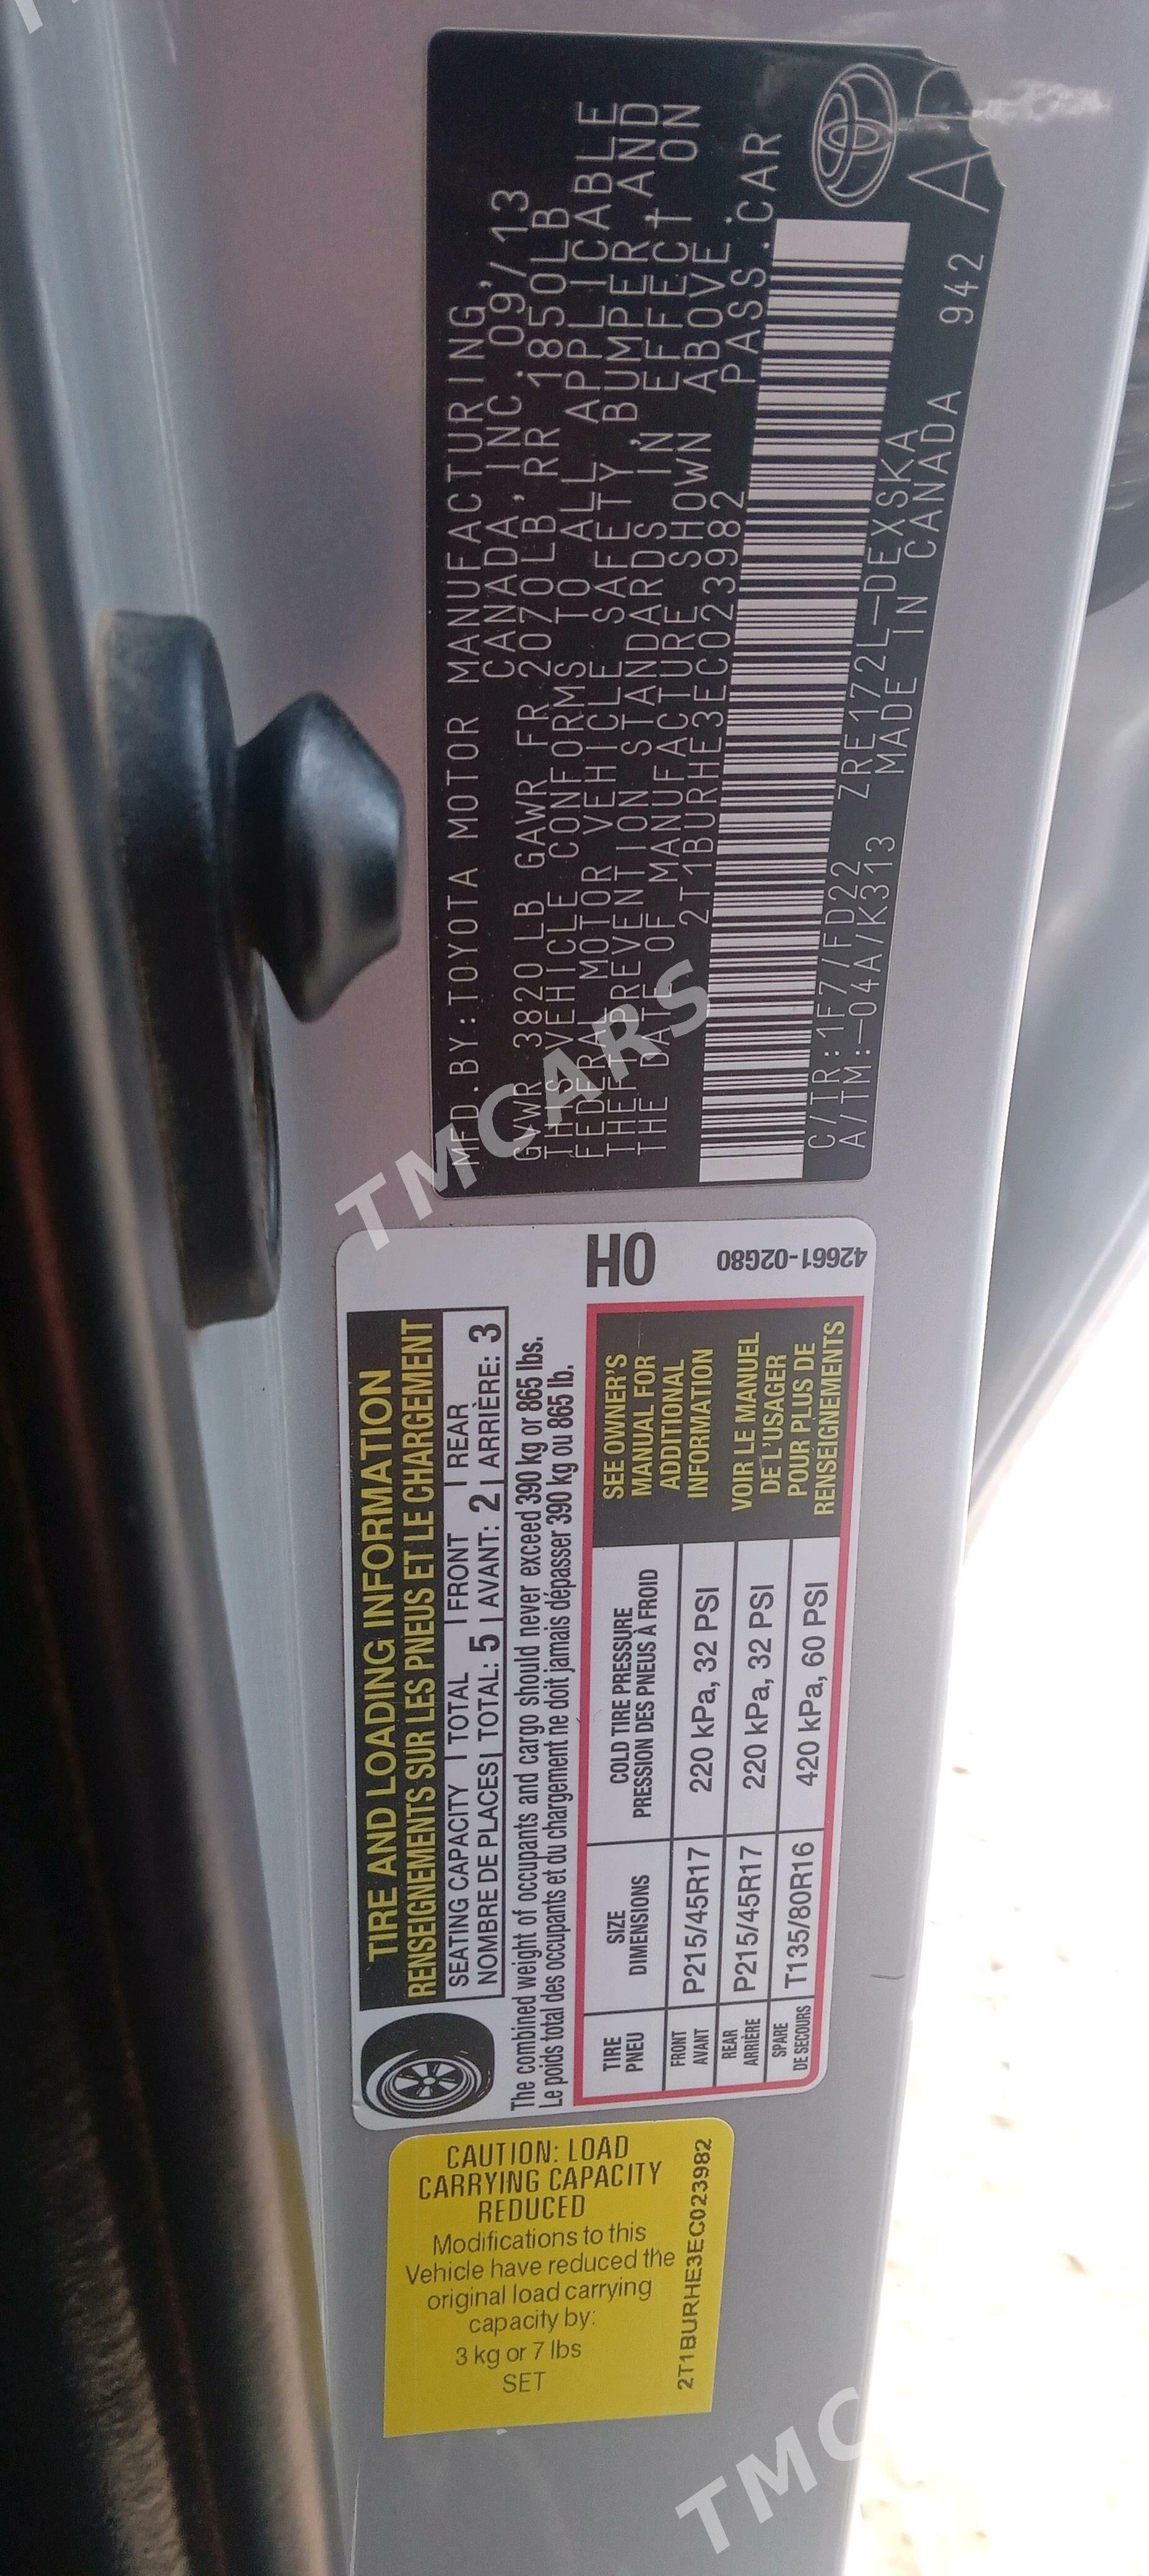 MFD.BY:TOYOTA MOTOR MANUFACTURING,
CANADA, INC. 09/13
GVWR 3820LB GAWR FR 2070LB, RR 1850LB
THIS VEHICLE CONFORMS TO ALL APPLICABLE
FEDERAL MOTOR VEHICLE SAFETY, BUMPER, AND
THEFT PREVENTION STANDARDS IN EFFECT ON
THE DATE OF MANUFACTURE SHOWN ABOVE.
2T1BURHE3EC023982 PASS.CAR
C/TR:1F7/FD22 ZRE172L-DEXSKA
A/TM:-04A/K313 MADE IN CANADA 942
TIRE AND LOADING INFORMATION
RENSEIGNEMENTS SUR LES PNEUS ET LE CHARGEMENT
SEATING CAPACITY TOTAL FRONT REAR
NOMBRE DE PLACES TOTAL: 5 AVANT: 2 ARRIÈRE: 3
The combined weight of occupants and cargo should never exceed 390 kg or 865 lbs.
Le poids total des occupants et du chargement ne doit jamais dépasser 390 kg ou 865 lb.
OH
TIRE SIZE COLD TIRE PRESSURE
PNEU DIMENSIONS PRESSION DES PNEUS À FROID
FRONT
AVANT P215/45R17 220 kPa, 32 PSI
REAR
ARRIÈRE P215/45R17 220 kPa, 32 PSI
SPARE
DE SECOURS T135/80R16 420 kPa, 60 PSI
SEE OWNER'S
MANUAL FOR
ADDITIONAL
INFORMATION
VOIR LE MANUEL
DE L'USAGER
POUR PLUS DE
RENSEIGNEMENTS
42661-02G80
CAUTION: LOAD
CARRYING CAPACITY
REDUCED
Modifications to this
Vehicle have reduced the
original load carrying
capacity by:
3 kg or 7 lbs
SET
2T1BURHE3EC023982
TMCARS
TMC